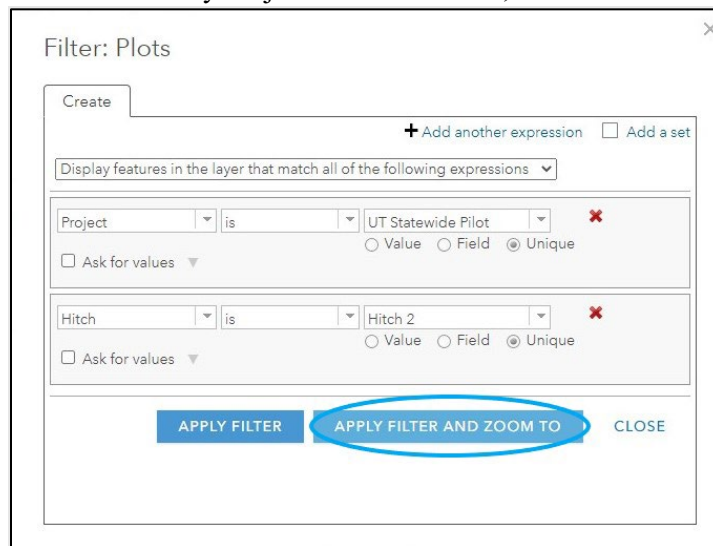 Filter: Plots
Create
Add another expression Add a set
Display features in the layer that match all of the following expressions
Project is UT Statewide Pilot
Value Field Unique
Ask for values
Hitch is Hitch 2
Value Field Unique
Ask for values
APPLY FILTER APPLY FILTER AND ZOOM TO CLOSE